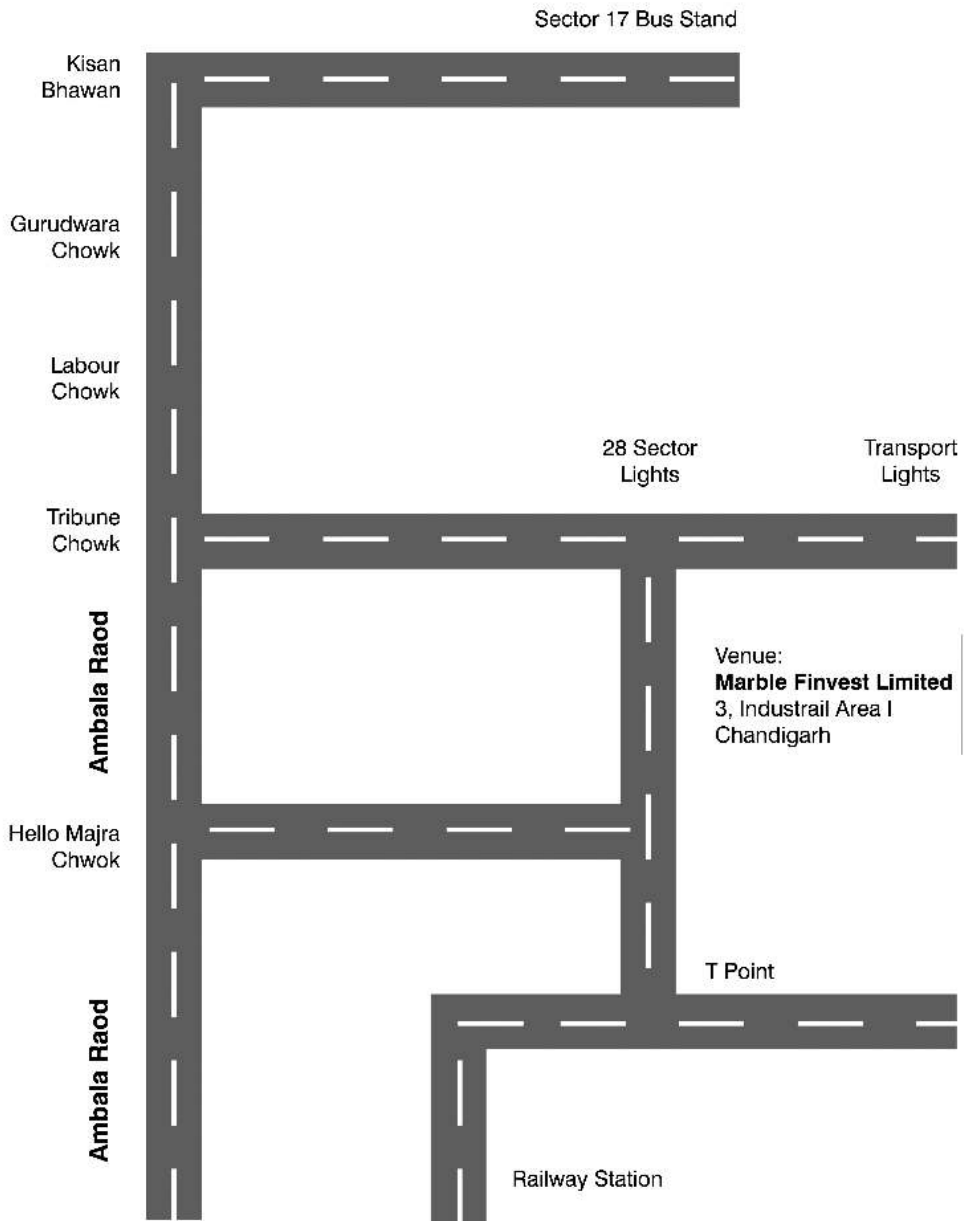 Sector 17 Bus Stand
Kisan
Bhawan
Gurudwara
Chowk
Labour
Chowk
28 Sector
Lights
Transport
Lights
Tribune
Chowk
Ambala Raod
Venue:
Marble Finvest Limited
3, Industrail Area I
Chandigarh
Hello Majra
Chwok
T Point
Ambala Raod
Railway Station